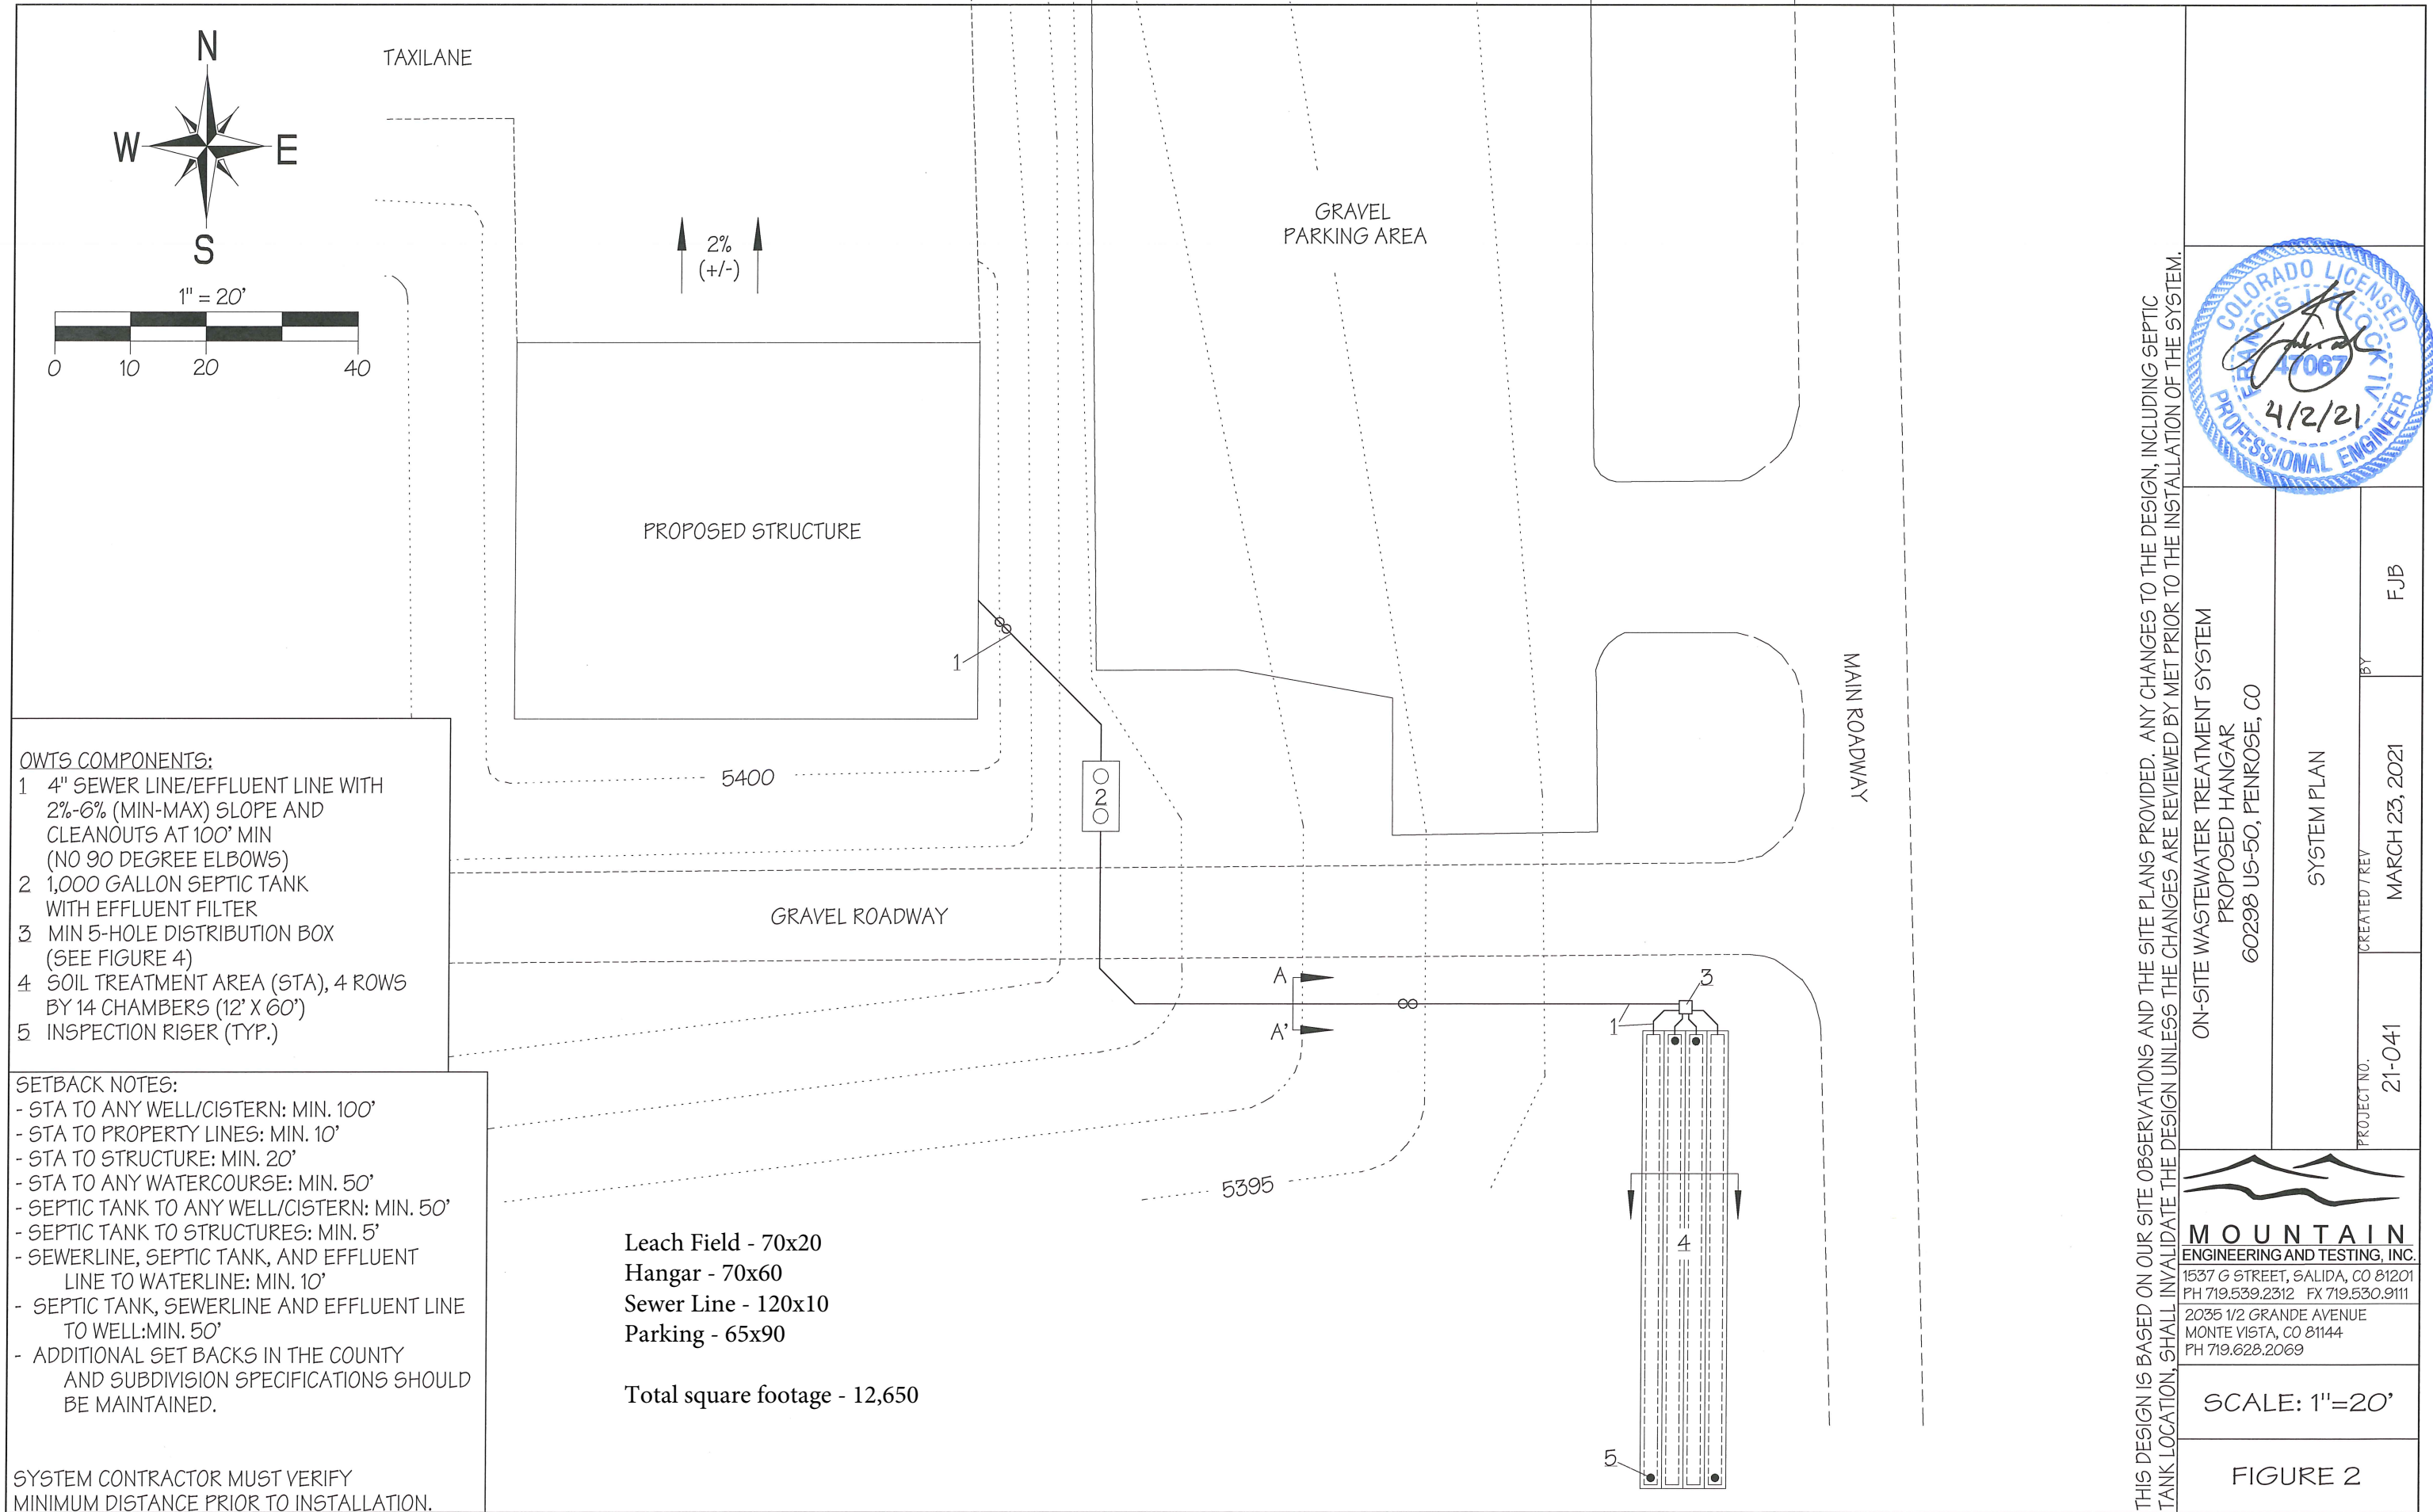 N
W
E
S
1" = 20'
0 10 20 40
TAXILANE
2%
(+/-)
GRAVEL
PARKING AREA
PROPOSED STRUCTURE
1
2
5400
GRAVEL ROADWAY
MAIN ROADWAY
A
A'
3
1
4
5
5395
OWTS COMPONENTS:
1 4" SEWER LINE/EFFLUENT LINE WITH
2%-6% (MIN-MAX) SLOPE AND
CLEANOUTS AT 100' MIN
(NO 90 DEGREE ELBOWS)
2 1,000 GALLON SEPTIC TANK
WITH EFFLUENT FILTER
3 MIN 5-HOLE DISTRIBUTION BOX
(SEE FIGURE 4)
4 SOIL TREATMENT AREA (STA), 4 ROWS
BY 14 CHAMBERS (12' X 60')
5 INSPECTION RISER (TYP.)
SETBACK NOTES:
- STA TO ANY WELL/CISTERN: MIN. 100'
- STA TO PROPERTY LINES: MIN. 10'
- STA TO STRUCTURE: MIN. 20'
- STA TO ANY WATERCOURSE: MIN. 50'
- SEPTIC TANK TO ANY WELL/CISTERN: MIN. 50'
- SEPTIC TANK TO STRUCTURES: MIN. 5'
- SEWERLINE, SEPTIC TANK, AND EFFLUENT
LINE TO WATERLINE: MIN. 10'
- SEPTIC TANK, SEWERLINE AND EFFLUENT LINE
TO WELL:MIN. 50'
- ADDITIONAL SET BACKS IN THE COUNTY
AND SUBDIVISION SPECIFICATIONS SHOULD
BE MAINTAINED.
SYSTEM CONTRACTOR MUST VERIFY
MINIMUM DISTANCE PRIOR TO INSTALLATION.
Leach Field - 70x20
Hangar - 70x60
Sewer Line - 120x10
Parking - 65x90
Total square footage - 12,650
THIS DESIGN IS BASED ON OUR SITE OBSERVATIONS AND THE SITE PLANS PROVIDED. ANY CHANGES TO THE DESIGN, INCLUDING SEPTIC
TANK LOCATION, SHALL INVALIDATE THE DESIGN UNLESS THE CHANGES ARE REVIEWED BY MET PRIOR TO THE INSTALLATION OF THE SYSTEM.
COLORADO LICENSED
FRANCIS J. BLOCK IV
47067
4/2/21
PROFESSIONAL ENGINEER
ON-SITE WASTEWATER TREATMENT SYSTEM
PROPOSED HANGAR
60298 US-50, PENROSE, CO
SYSTEM PLAN
BY
FJB
CREATED / REV
MARCH 23, 2021
PROJECT NO.
21-041
MOUNTAIN
ENGINEERING AND TESTING, INC.
1537 G STREET, SALIDA, CO 81201
PH 719.539.2312 FX 719.530.9111
2035 1/2 GRANDE AVENUE
MONTE VISTA, CO 81144
PH 719.628.2069
SCALE: 1"=20'
FIGURE 2